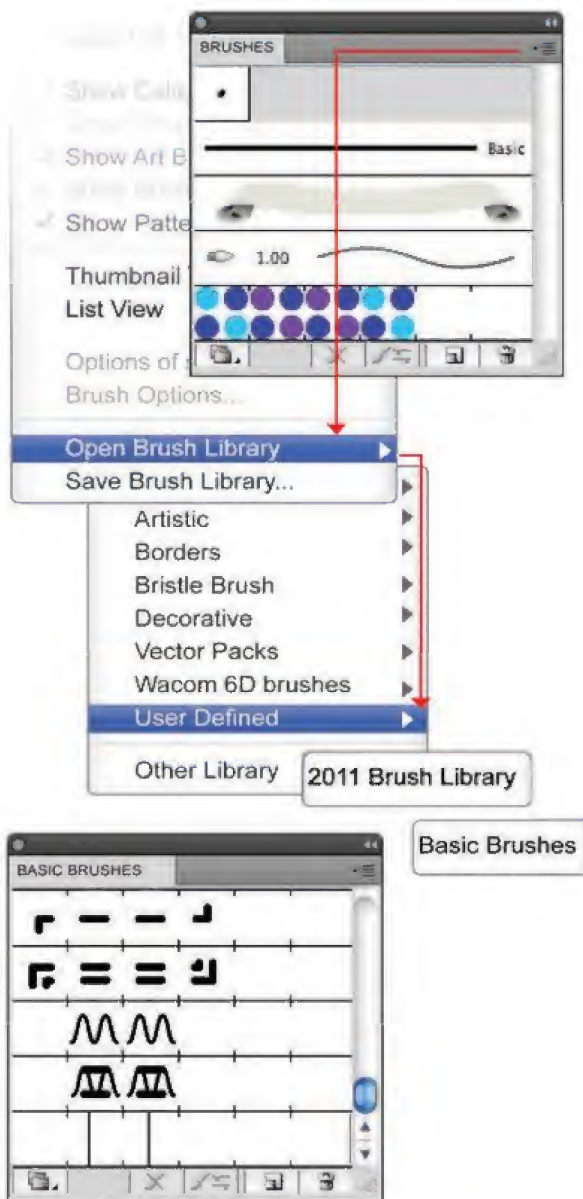 BRUSHES
Basic
1.00
Show Art B
Show Patte
Thumbnail
List View
Options of s
Brush Options...
Open Brush Library
Save Brush Library...
Artistic
Borders
Bristle Brush
Decorative
Vector Packs
Wacom 6D brushes
User Defined
Other Library
2011 Brush Library
Basic Brushes
BASIC BRUSHES